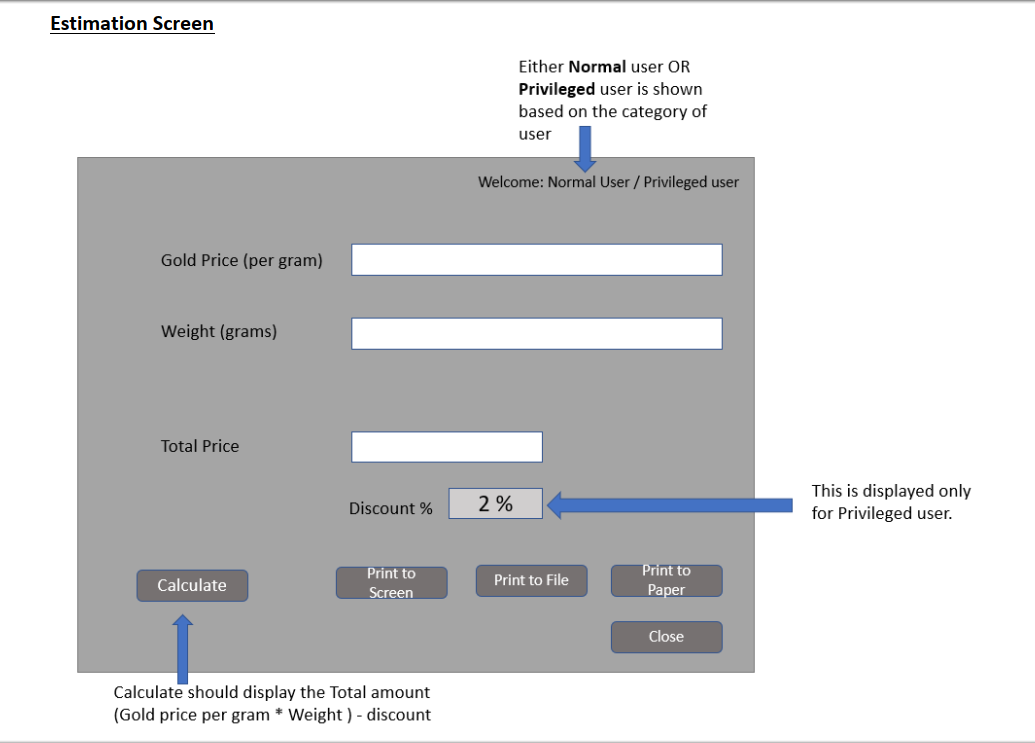 Estimation Screen
Either Normal user OR
Privileged user is shown
based on the category of
user
Welcome: Normal User / Privileged user
Gold Price (per gram)
Weight (grams)
Total Price
Discount %
2 %
This is displayed only
for Privileged user.
Calculate
Print to
Screen
Print to File
Print to
Paper
Close
Calculate should display the Total amount
(Gold price per gram * Weight ) - discount